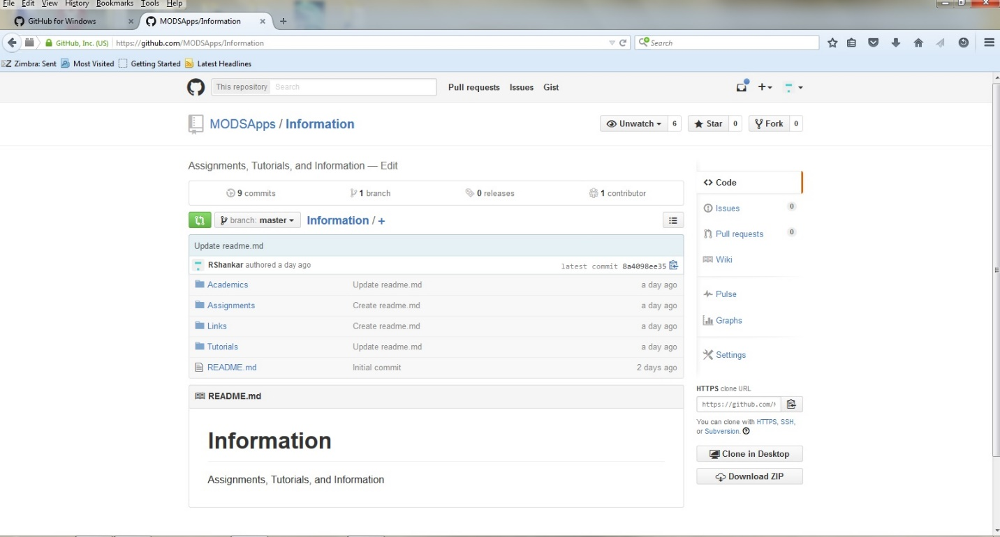 File Edit View History Bookmarks Tools Help
GitHub for Windows × MODSApps/Information × +
GitHub, Inc. (US) https://github.com/MODSApps/Information Search
Zimbra: Sent Most Visited Getting Started Latest Headlines
This repository Search Pull requests Issues Gist
MODSApps / Information Unwatch 6 Star 0 Fork 0
Assignments, Tutorials, and Information — Edit
9 commits 1 branch 0 releases 1 contributor
branch: master Information / +
Update readme.md
RShankar authored a day ago latest commit 8a4098ee35
Academics Update readme.md a day ago
Assignments Create readme.md a day ago
Links Create readme.md a day ago
Tutorials Update readme.md a day ago
README.md Initial commit 2 days ago
README.md
Information
Assignments, Tutorials, and Information
<> Code
Issues 0
Pull requests 0
Wiki
Pulse
Graphs
Settings
HTTPS clone URL
https://github.com/
You can clone with HTTPS, SSH,
or Subversion.
Clone in Desktop
Download ZIP